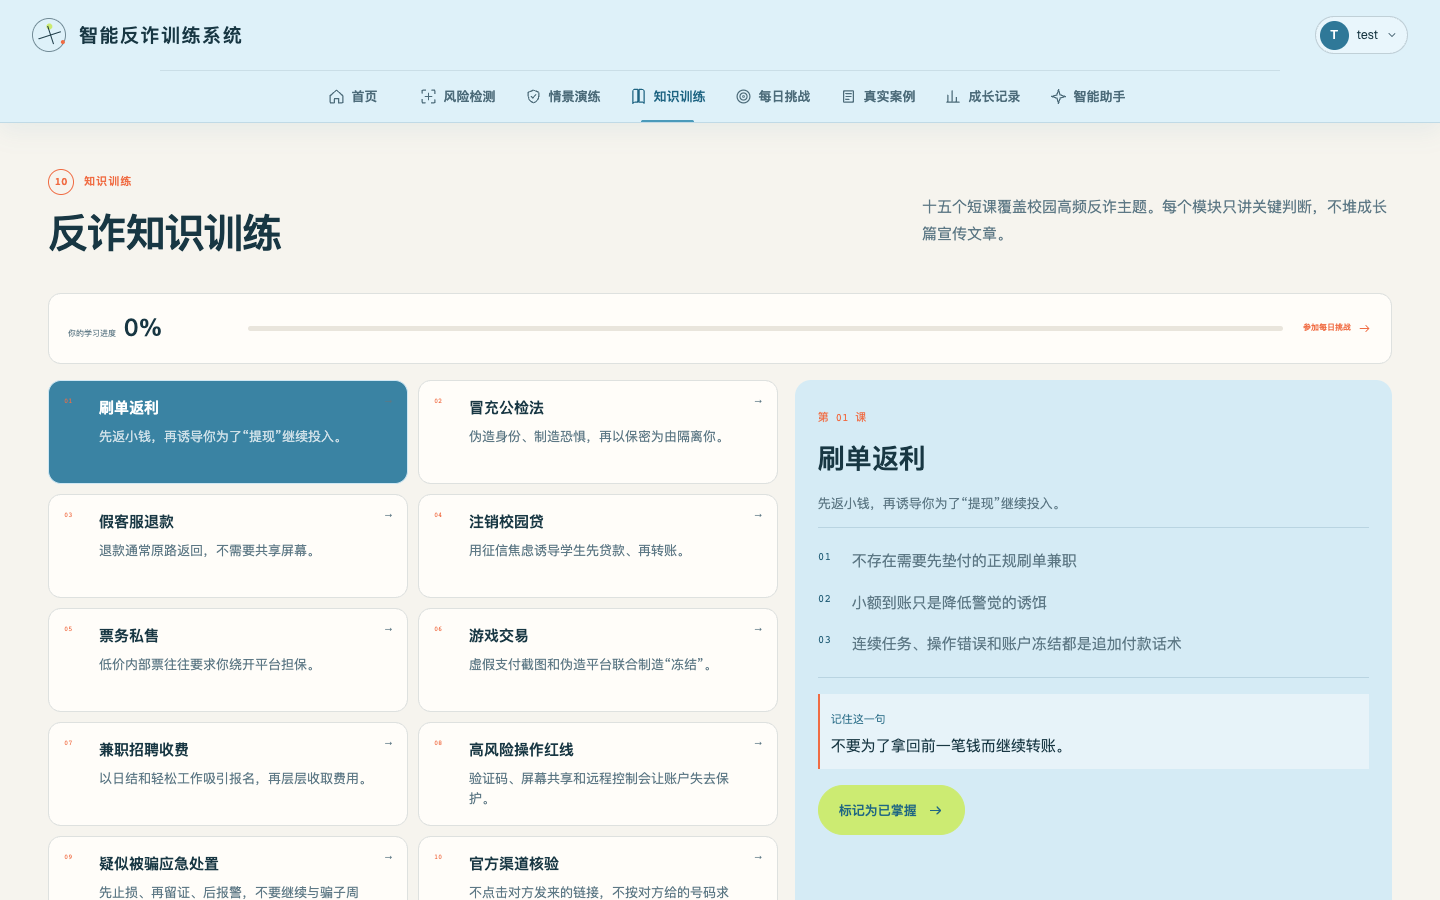 智能反诈训练系统
T test
首页 风险检测 情景演练 知识训练 每日挑战 真实案例 成长记录 智能助手
10 知识训练
反诈知识训练
十五个短课覆盖校园高频反诈主题。每个模块只讲关键判断，不堆成长
篇宣传文章。
你的学习进度 0%
参加每日挑战 →
01 刷单返利
先返小钱，再诱导你为了“提现”继续投入。
02 冒充公检法 →
伪造身份、制造恐惧，再以保密为由隔离你。
03 假客服退款 →
退款通常原路返回，不需要共享屏幕。
04 注销校园贷 →
用征信焦虑诱导学生先贷款、再转账。
05 票务私售 →
低价内部票往往要求你绕开平台担保。
06 游戏交易 →
虚假支付截图和伪造平台联合制造“冻结”。
07 兼职招聘收费 →
以日结和轻松工作吸引报名，再层层收取费用。
08 高风险操作红线 →
验证码、屏幕共享和远程控制会让账户失去保
护。
09 疑似被骗应急处置 →
先止损、再留证、后报警，不要继续与骗子周
10 官方渠道核验 →
不点击对方发来的链接，不按对方给的号码求
第 01 课
刷单返利
先返小钱，再诱导你为了“提现”继续投入。
01 不存在需要先垫付的正规刷单兼职
02 小额到账只是降低警觉的诱饵
03 连续任务、操作错误和账户冻结都是追加付款话术
记住这一句
不要为了拿回前一笔钱而继续转账。
标记为已掌握 →